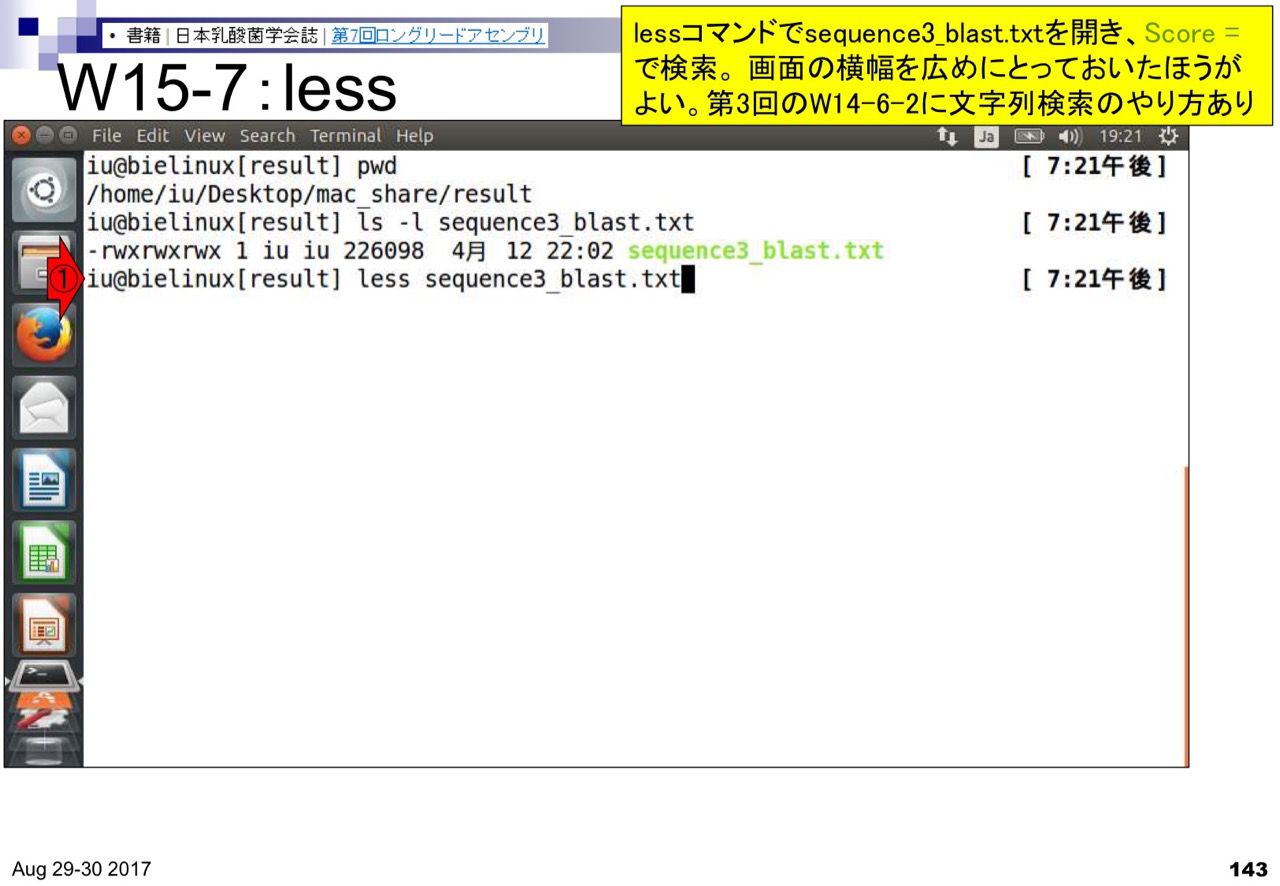 • 書籍 | 日本乳酸菌学会誌 | 第7回ロングリードアセンブリ
W15-7：less
lessコマンドでsequence3_blast.txtを開き、Score =
で検索。画面の横幅を広めにとっておいたほうが
よい。第3回のW14-6-2に文字列検索のやり方あり
File Edit View Search Terminal Help Ja 19:21
iu@bielinux[result] pwd [ 7:21午後]
/home/iu/Desktop/mac_share/result
iu@bielinux[result] ls -l sequence3_blast.txt [ 7:21午後]
-rwxrwxrwx 1 iu iu 226098 4月 12 22:02 sequence3_blast.txt
① iu@bielinux[result] less sequence3_blast.txt [ 7:21午後]
Aug 29-30 2017
143